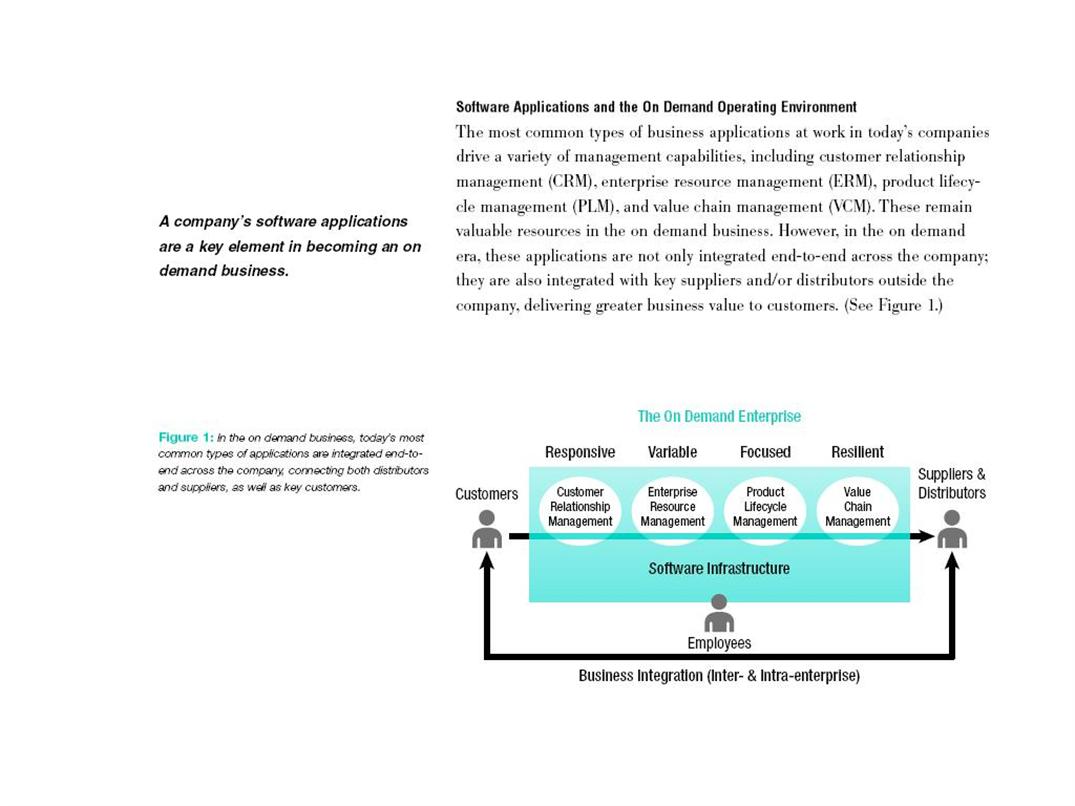 Software Applications and the On Demand Operating Environment
The most common types of business applications at work in today's companies
drive a variety of management capabilities, including customer relationship
management (CRM), enterprise resource management (ERM), product lifecy-
cle management (PLM), and value chain management (VCM). These remain
valuable resources in the on demand business. However, in the on demand
era, these applications are not only integrated end-to-end across the company;
they are also integrated with key suppliers and/or distributors outside the
company, delivering greater business value to customers. (See Figure 1.)
A company's software applications
are a key element in becoming an on
demand business.
Figure 1: In the on demand business, today's most
common types of applications are integrated end-to-
end across the company, connecting both distributors
and suppliers, as well as key customers.
The On Demand Enterprise
Responsive Variable Focused Resilient
Customers
Customer
Relationship
Management
Enterprise
Resource
Management
Product
Lifecycle
Management
Value
Chain
Management
Suppliers &
Distributors
Software Infrastructure
Employees
Business Integration (Inter- & Intra-enterprise)